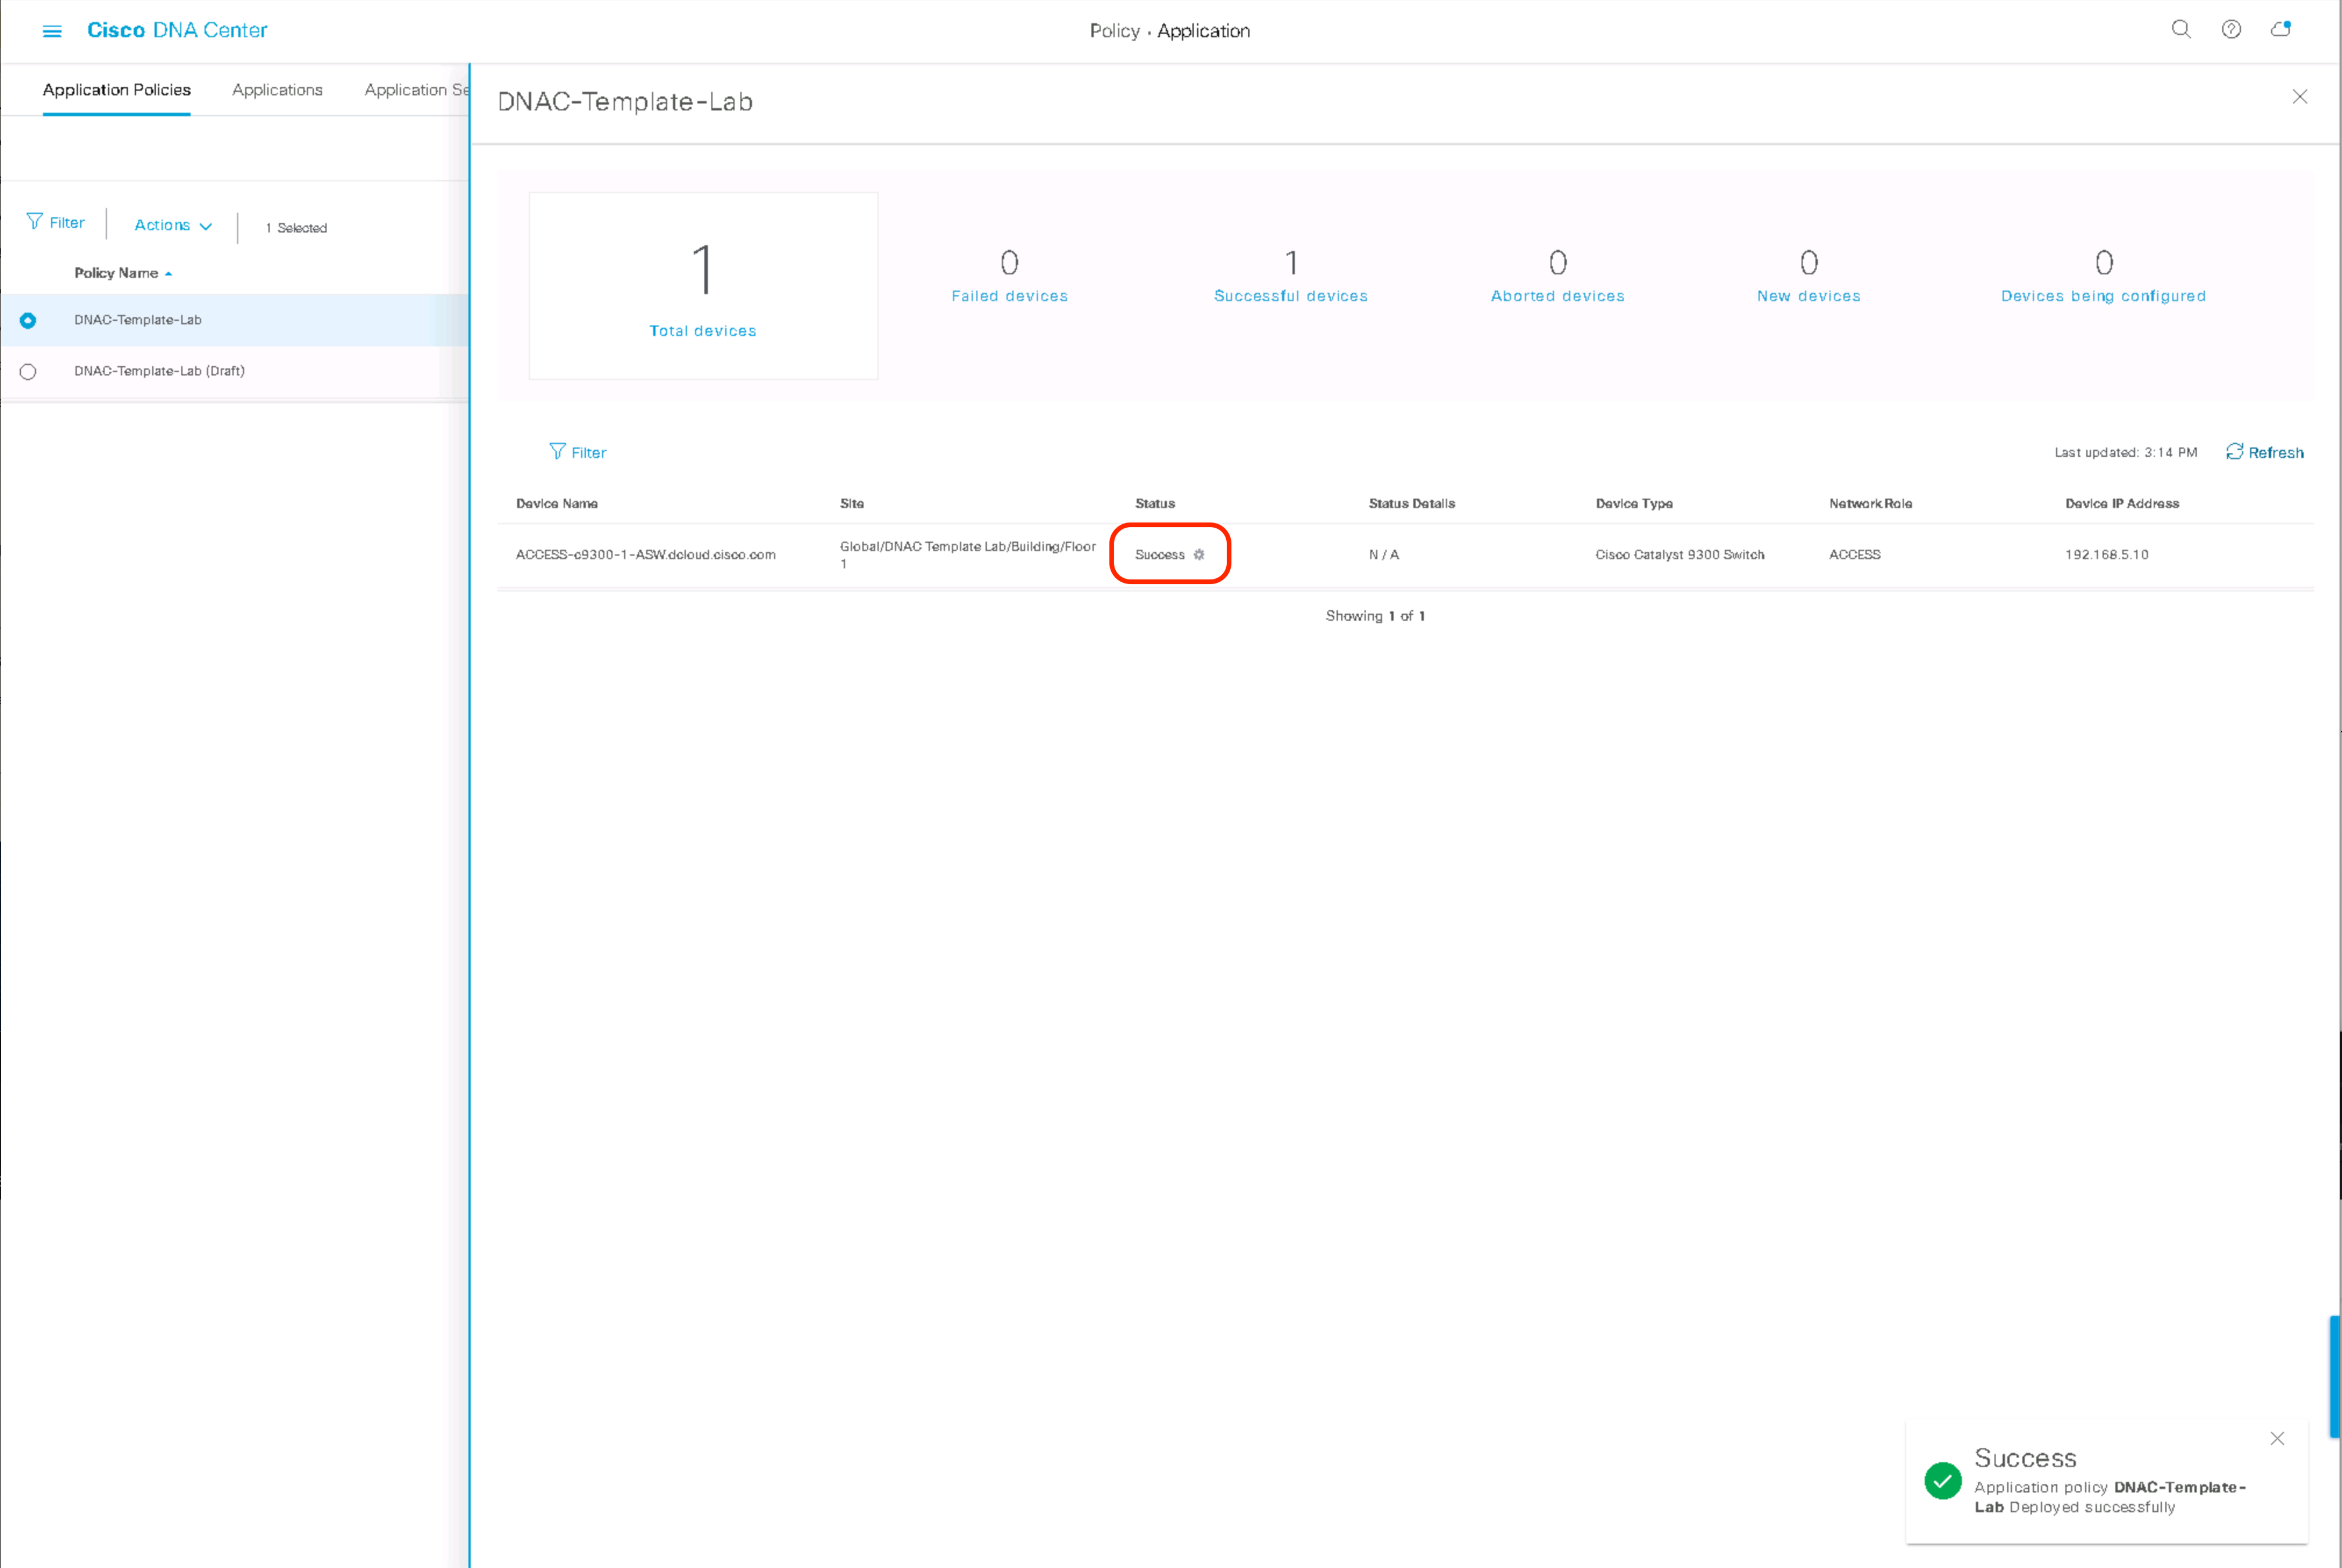 Cisco DNA Center
Policy · Application
Application Policies
Applications
Application Se
DNAC-Template-Lab
Filter
Actions
1 Selected
Policy Name
DNAC-Template-Lab
DNAC-Template-Lab (Draft)
1
Total devices
0
Failed devices
1
Successful devices
0
Aborted devices
0
New devices
0
Devices being configured
Filter
Last updated: 3:14 PM
Refresh
Device Name
Site
Status
Status Details
Device Type
Network Role
Device IP Address
ACCESS-c9300-1-ASW.dcloud.cisco.com
Global/DNAC Template Lab/Building/Floor
1
Success
N / A
Cisco Catalyst 9300 Switch
ACCESS
192.168.5.10
Showing 1 of 1
Success
Application policy DNAC-Template-
Lab Deployed successfully